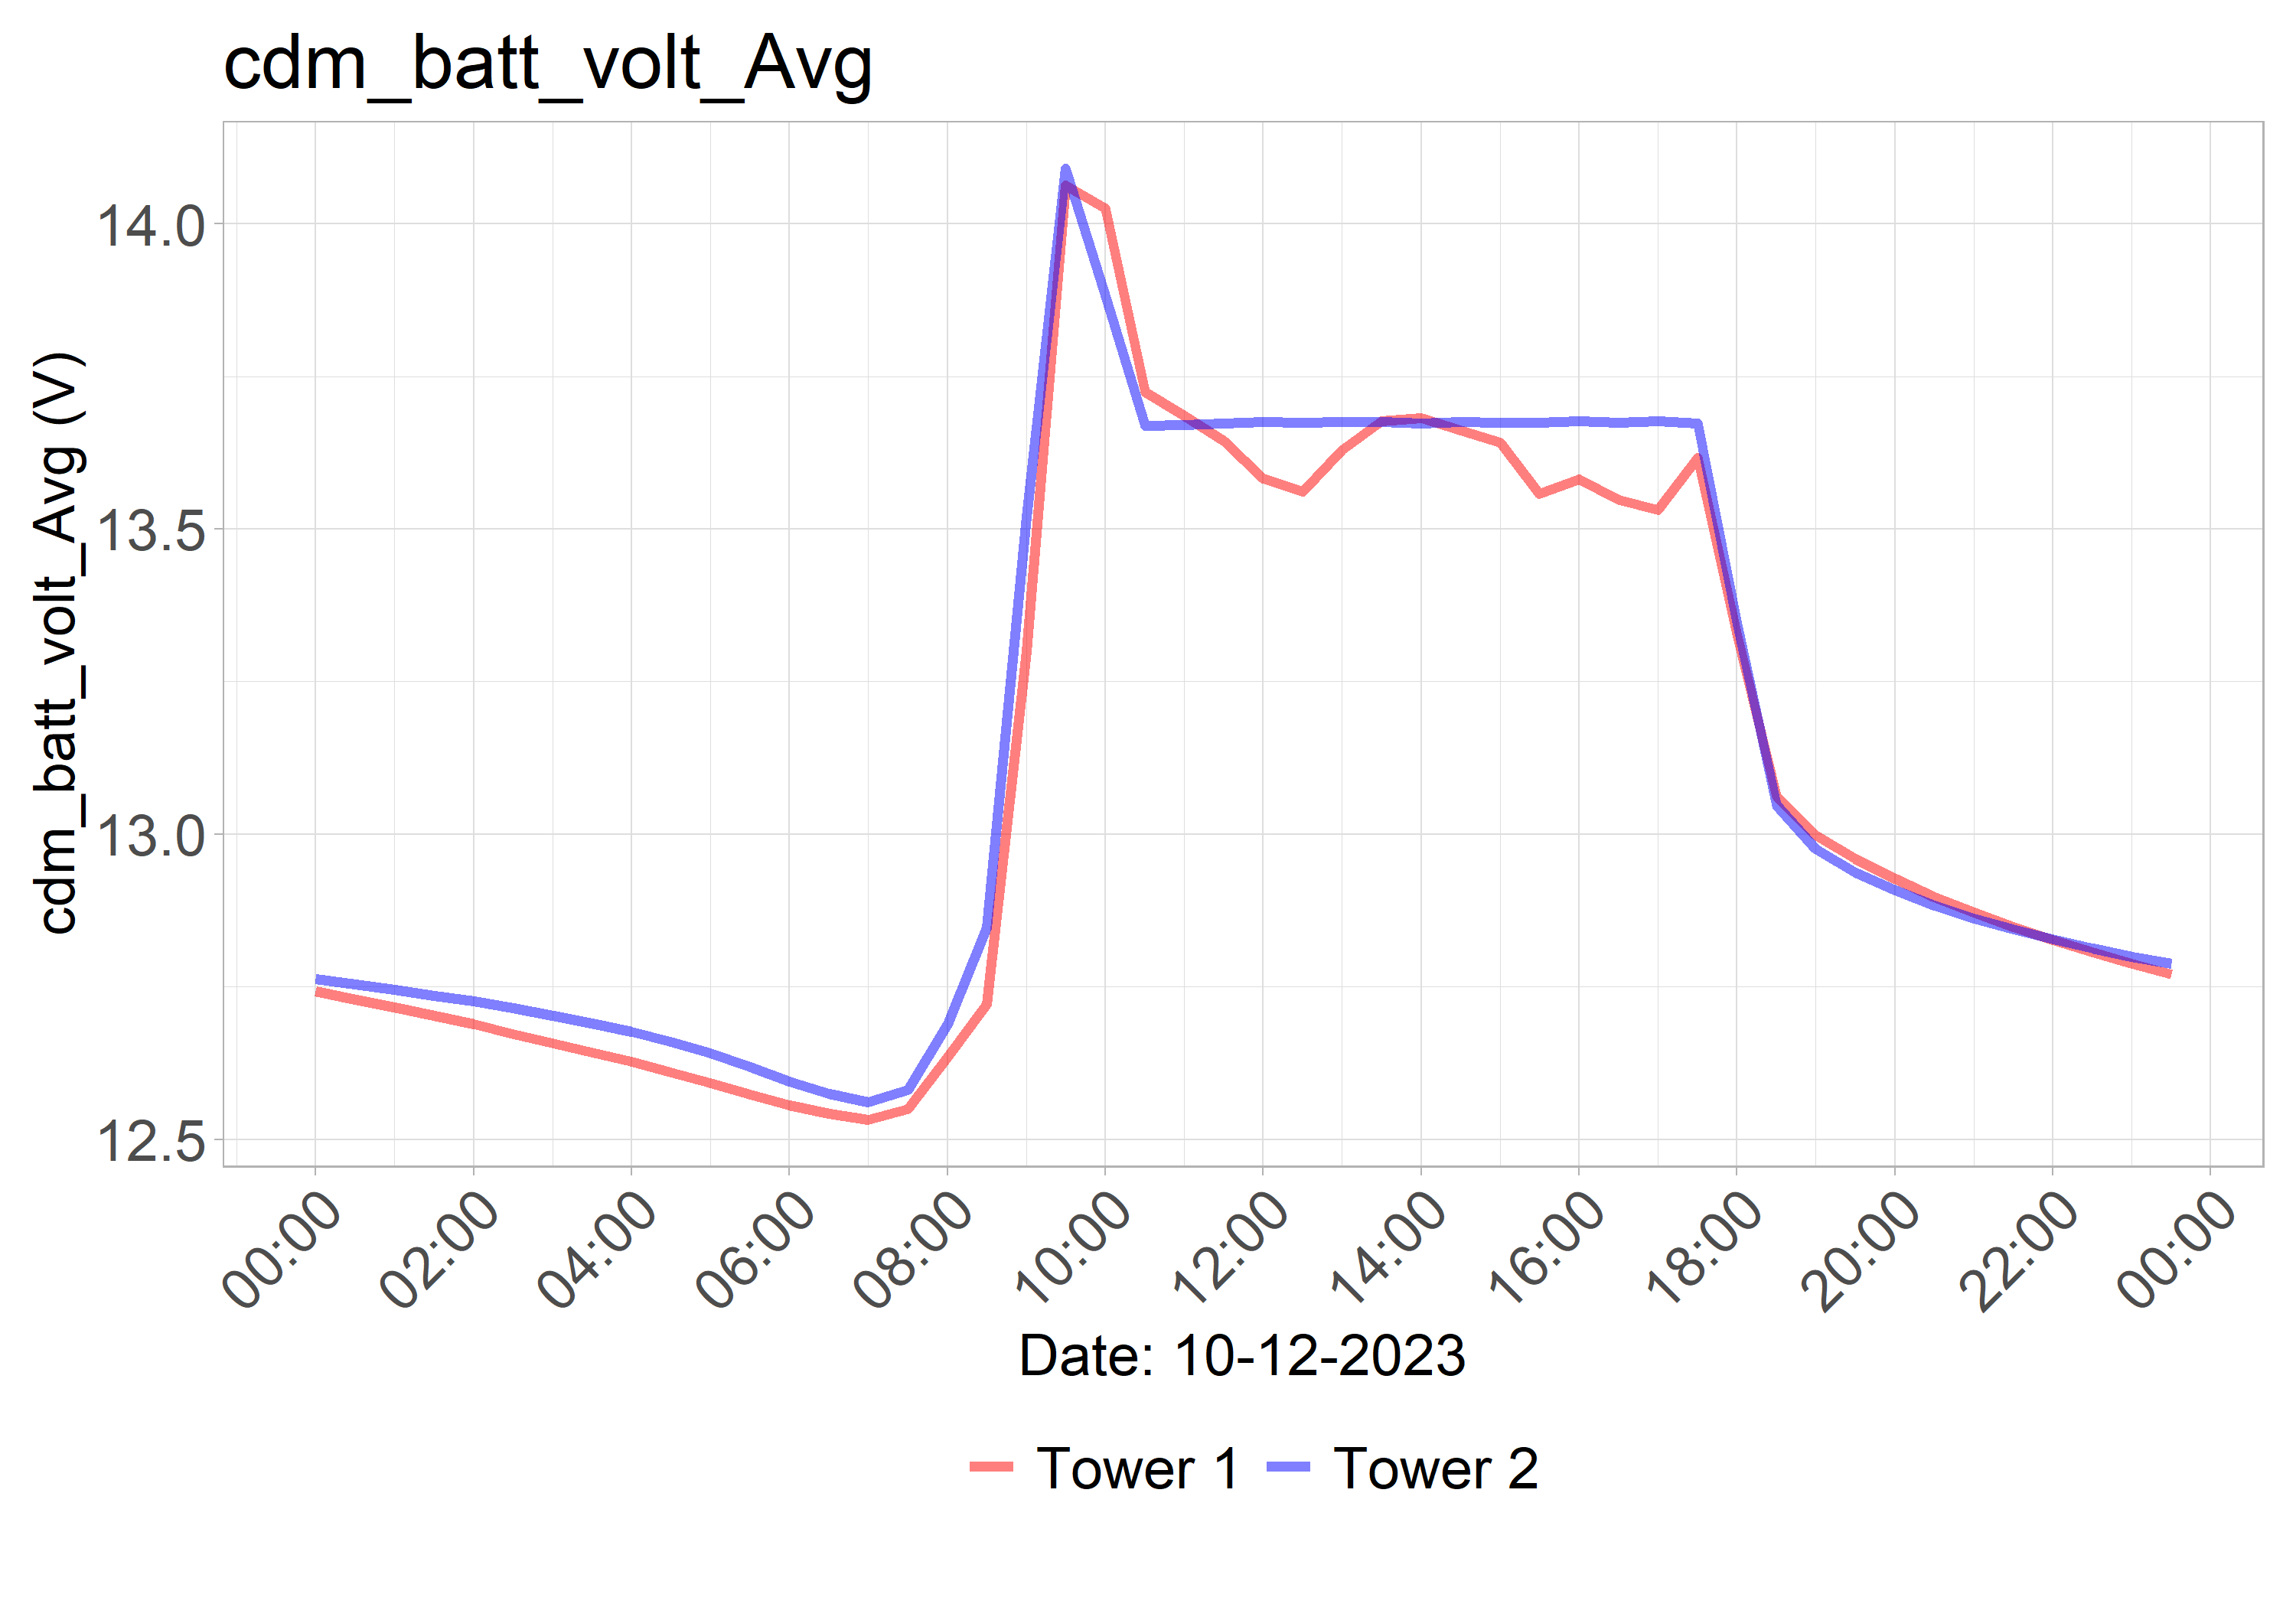 cdm_batt_volt_Avg
cdm_batt_volt_Avg (V)
14.0
13.5
13.0
12.5
00:00 02:00 04:00 06:00 08:00 10:00 12:00 14:00 16:00 18:00 20:00 22:00 00:00
Date: 10-12-2023
Tower 1 Tower 2